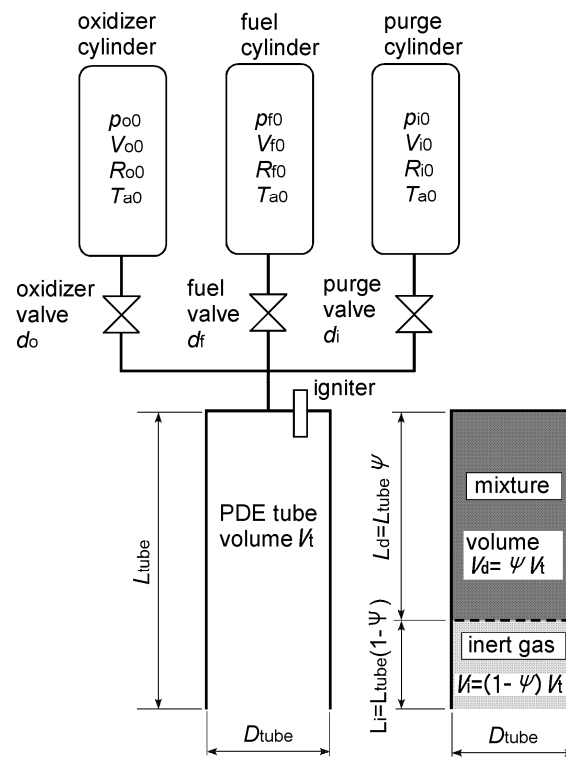 oxidizer
cylinder
fuel
cylinder
purge
cylinder
po0
Vo0
Ro0
Ta0
pf0
Vf0
Rf0
Ta0
pi0
Vi0
Ri0
Ta0
oxidizer
valve
do
fuel
valve
df
purge
valve
di
igniter
PDE tube
volume Vt
Ltube
Dtube
Ld=Ltube Ψ
Li=Ltube(1- Ψ)
mixture
volume
Vd= Ψ Vt
inert gas
Vi=(1- Ψ) Vt
Dtube